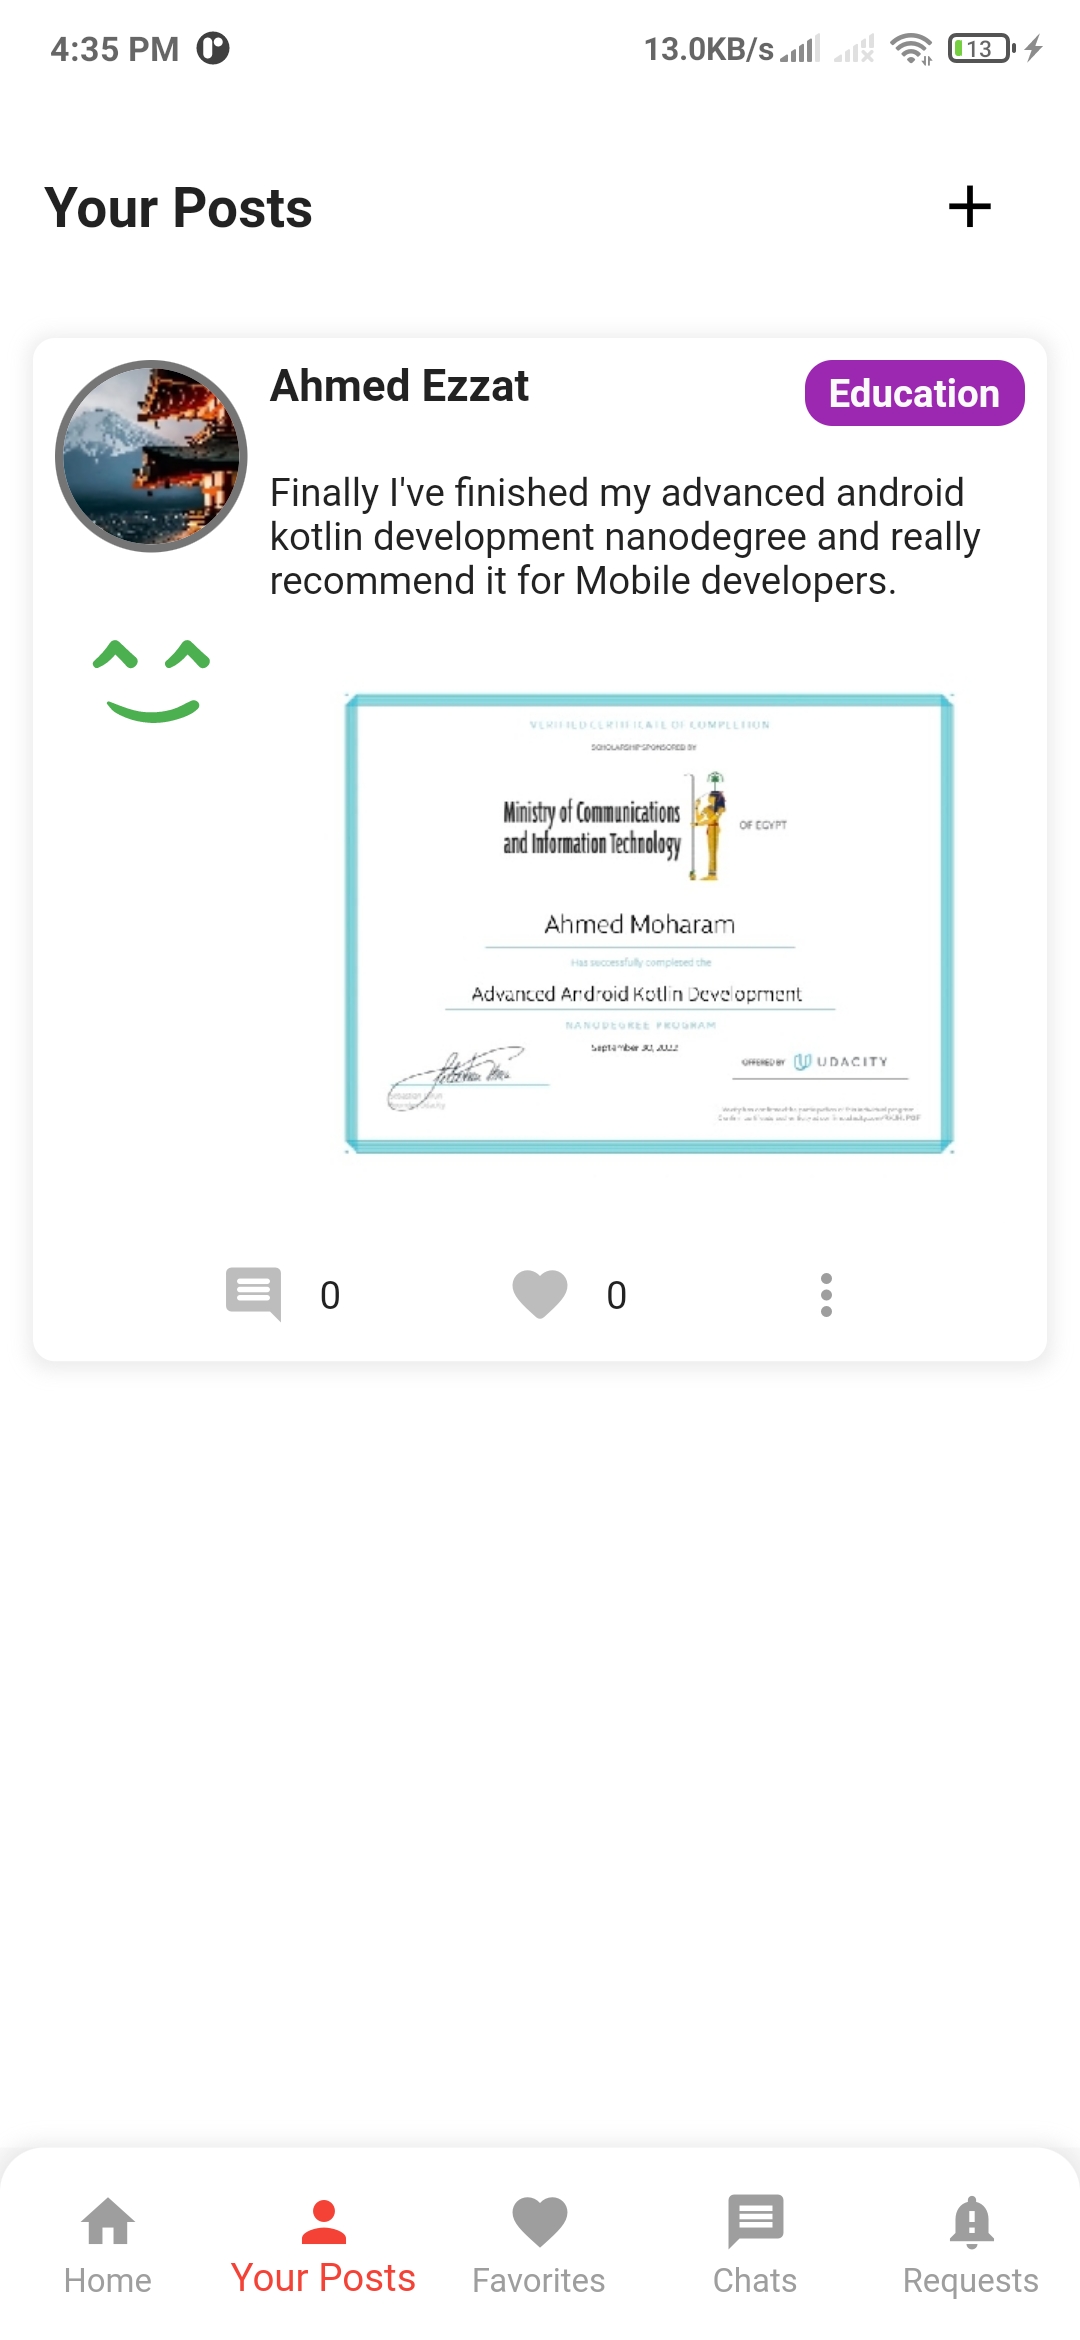 4:35 PM
13.0KB/s
13
Your Posts
Ahmed Ezzat
Education
Finally I've finished my advanced android
kotlin development nanodegree and really
recommend it for Mobile developers.
VERIFIED CERTIFICATE OF COMPLETION
SCHOLARSHIP SPONSORED BY
Ministry of Communications
and Information Technology
OF EGYPT
Ahmed Moharam
Has successfully completed the
Advanced Android Kotlin Development
NANODEGREE PROGRAM
September 30, 2022
OFFERED BY UDACITY
0
0
Home
Your Posts
Favorites
Chats
Requests